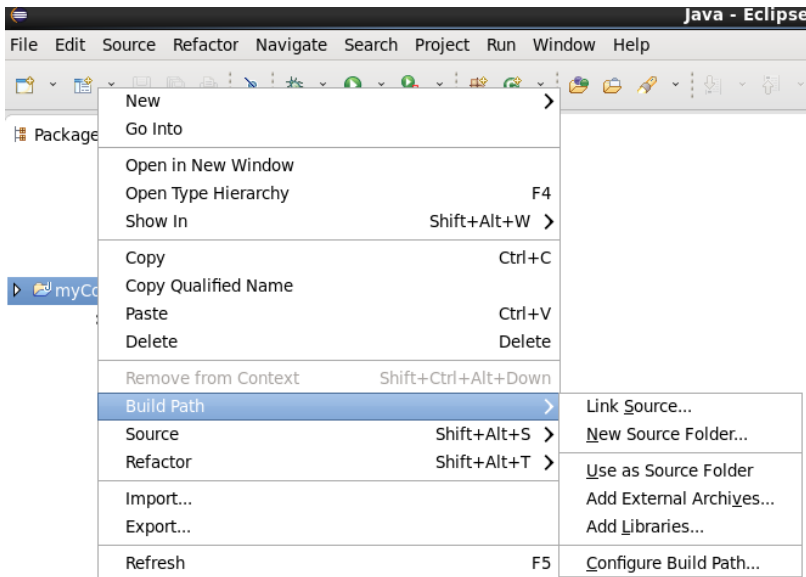 Java - Eclipse
File Edit Source Refactor Navigate Search Project Run Window Help
Package
myCo
New
Go Into
Open in New Window
Open Type Hierarchy F4
Show In Shift+Alt+W
Copy Ctrl+C
Copy Qualified Name
Paste Ctrl+V
Delete Delete
Remove from Context Shift+Ctrl+Alt+Down
Build Path
Source Shift+Alt+S
Refactor Shift+Alt+T
Import...
Export...
Refresh F5
Link Source...
New Source Folder...
Use as Source Folder
Add External Archives...
Add Libraries...
Configure Build Path...